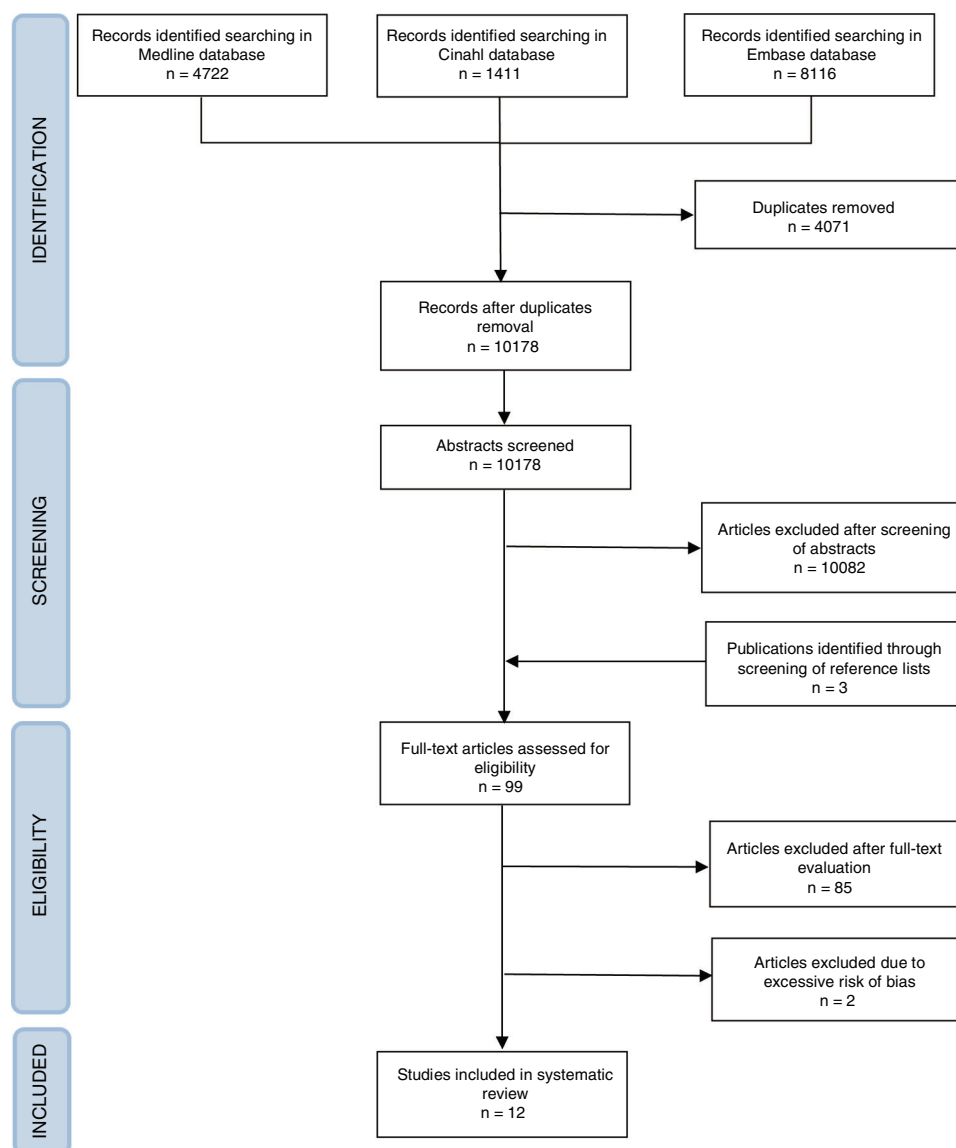 IDENTIFICATION
Records identified searching in
Medline database
n = 4722
Records identified searching in
Cinahl database
n = 1411
Records identified searching in
Embase database
n = 8116
Duplicates removed
n = 4071
Records after duplicates
removal
n = 10178
SCREENING
Abstracts screened
n = 10178
Articles excluded after screening
of abstracts
n = 10082
Publications identified through
screening of reference lists
n = 3
ELIGIBILITY
Full-text articles assessed for
eligibility
n = 99
Articles excluded after full-text
evaluation
n = 85
Articles excluded due to
excessive risk of bias
n = 2
INCLUDED
Studies included in systematic
review
n = 12